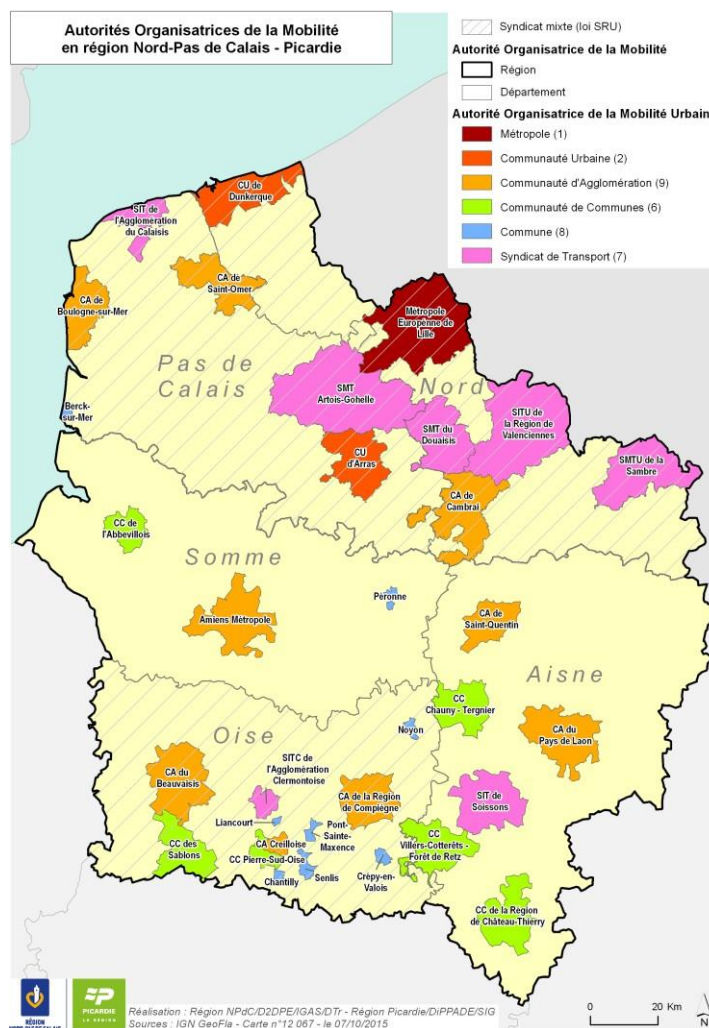 Autorités Organisatrices de la Mobilité
en région Nord-Pas de Calais - Picardie
Syndicat mixte (loi SRU)
Autorité Organisatrice de la Mobilité
Région
Département
Autorité Organisatrice de la Mobilité Urbain
Métropole (1)
Communauté Urbaine (2)
Communauté d'Agglomération (9)
Communauté de Communes (6)
Commune (8)
Syndicat de Transport (7)
CU de
Dunkerque
SIT de
l'Agglomération
du Calaisis
CA de
Saint-Omer
CA de
Boulogne-sur-Mer
Métropole
Europenne de
Lille
Pas de
Calais
Nord
SMT
Artois-Gohelle
Berck-
sur-Mer
SITU de
la Région de
Valenciennes
SMT du
Douaisis
CU
d'Arras
SMTU de la
Sambre
CA de
Cambrai
CC de
l'Abbevillois
Somme
Péronne
Amiens Métropole
CA de
Saint-Quentin
Aisne
CC
Chauny - Tergnier
Noyon
Oise
CA du
Pays de Laon
SITC de
l'Agglomération
Clermontoise
CA du
Beauvaisis
CA de la Région
de Compiègne
SIT de
Soissons
Liancourt
Pont-
Sainte-
Maxence
CC des
Sablons
CA Creilloise
CC Pierre-Sud-Oise
CC
Villers-Cotterêts -
Forêt de Retz
Chantilly
Senlis
Crépy-en-
Valois
CC de la Région
de Château-Thierry
RÉGION
NORD-PAS DE CALAIS
PICARDIE
LA RÉGION
Réalisation : Région NPdC/D2DPE/IGAS/DTr - Région Picardie/DiPPADE/SIG
Sources : IGN GeoFla - Carte n°12 067 - le 07/10/2015
0 20 Km
N